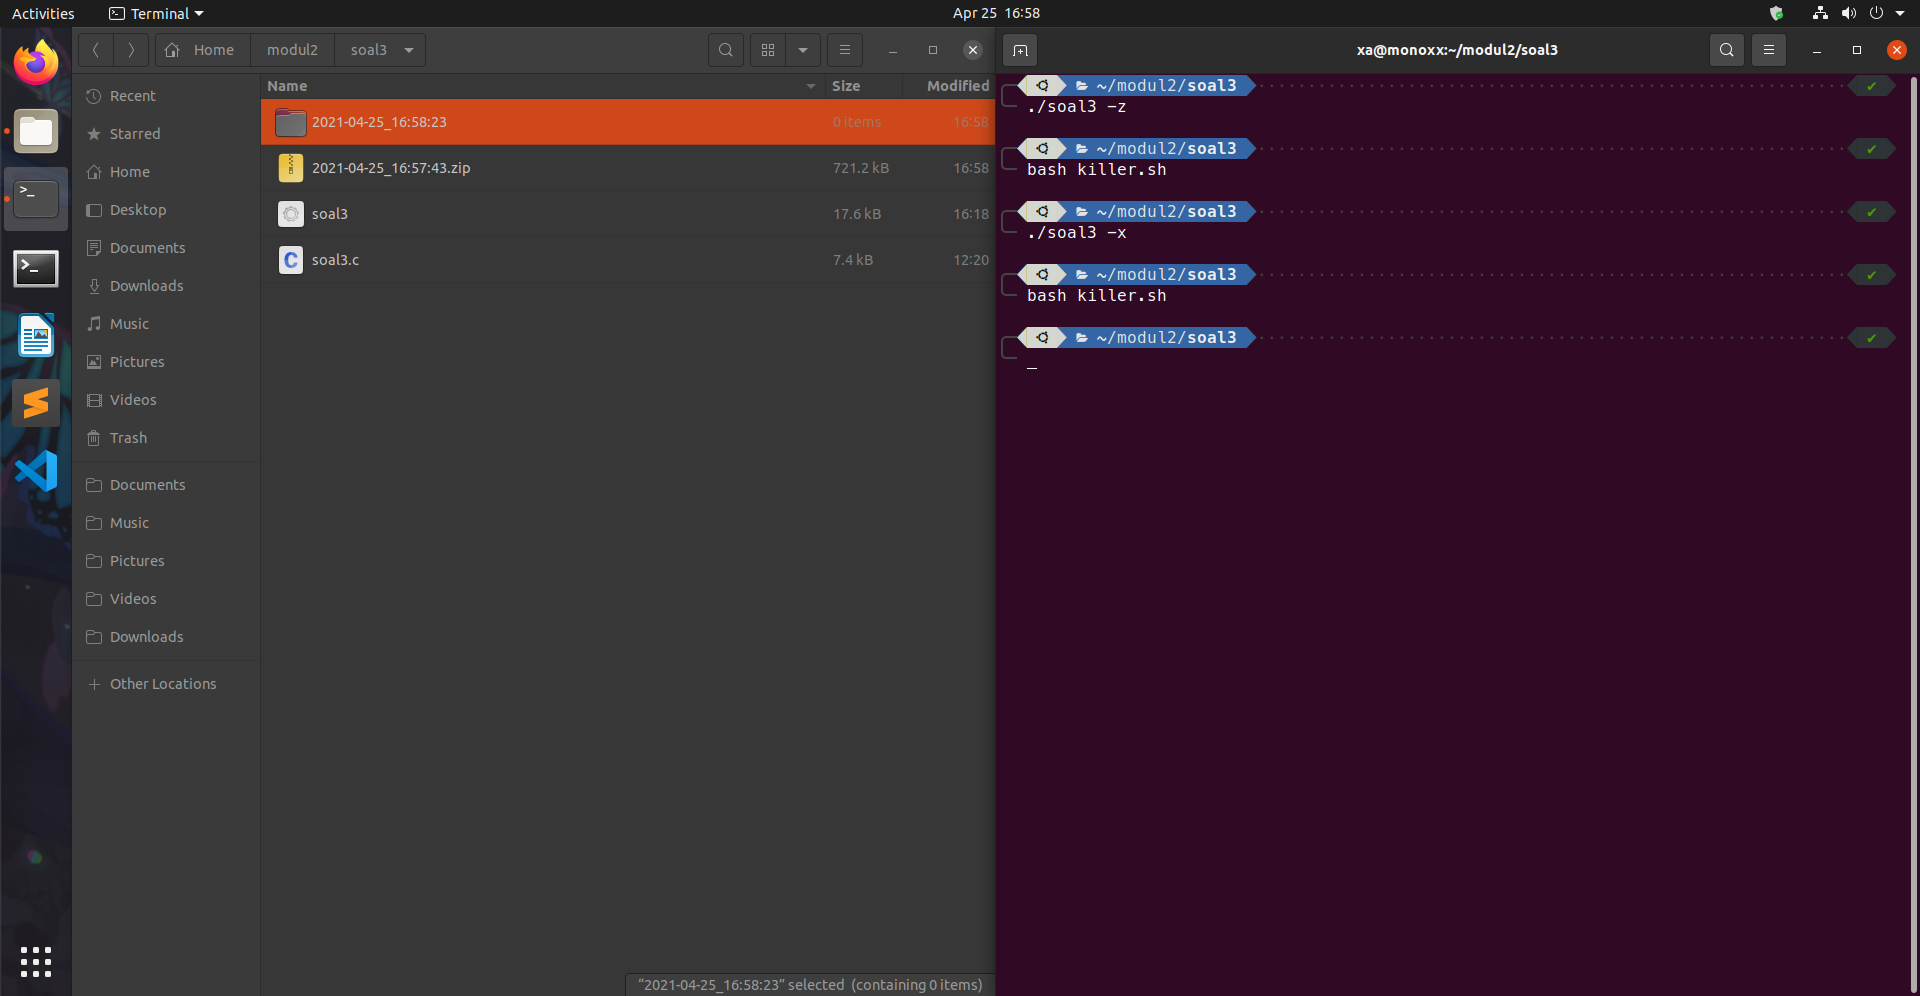 Activities
Terminal
Apr 25 16:58
Home
modul2
soal3
Recent
Starred
Home
Desktop
Documents
Downloads
Music
Pictures
Videos
Trash
Documents
Music
Pictures
Videos
Downloads
Other Locations
Name Size Modified
2021-04-25_16:58:23 0 items 16:58
2021-04-25_16:57:43.zip 721.2 kB 16:58
soal3 17.6 kB 16:18
soal3.c 7.4 kB 12:20
“2021-04-25_16:58:23” selected (containing 0 items)
xa@monoxx:~/modul2/soal3
~/modul2/soal3
./soal3 -z
~/modul2/soal3
bash killer.sh
~/modul2/soal3
./soal3 -x
~/modul2/soal3
bash killer.sh
~/modul2/soal3
_